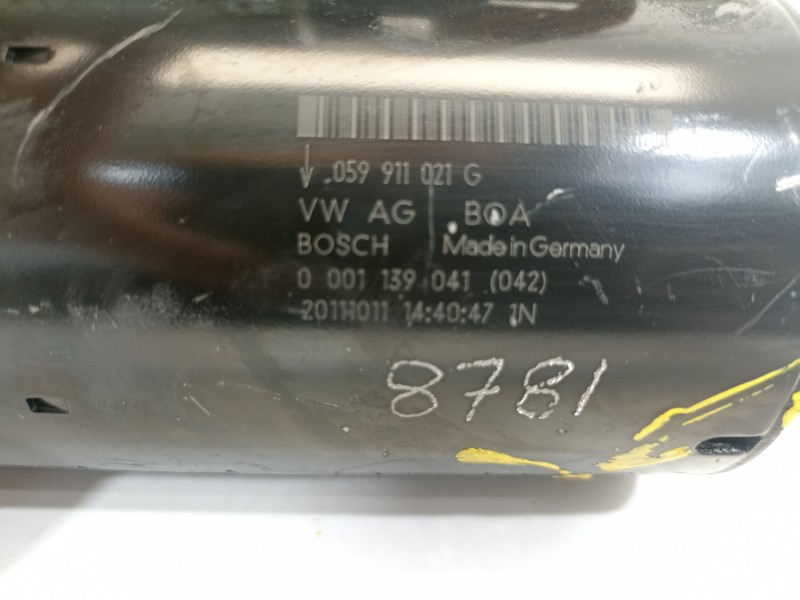 059 911 021 G
VW AG BOA
BOSCH Made in Germany
0 001 139 041 (042)
20111011 14:40:47 1N
8781